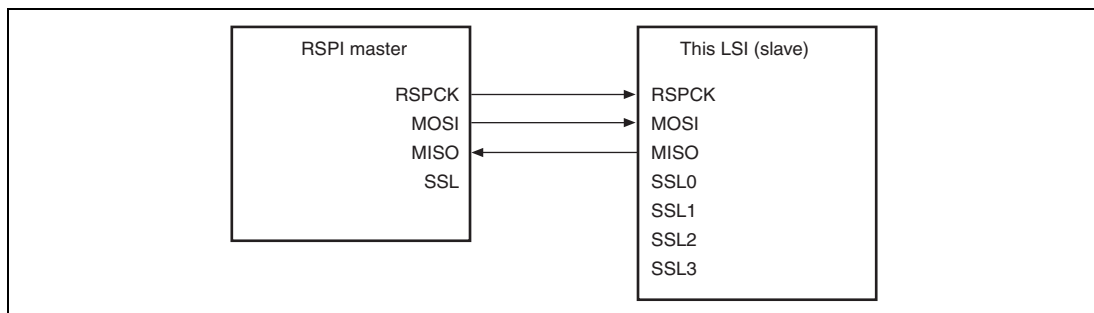 RSPI master
RSPCK
MOSI
MISO
SSL
This LSI (slave)
RSPCK
MOSI
MISO
SSL0
SSL1
SSL2
SSL3